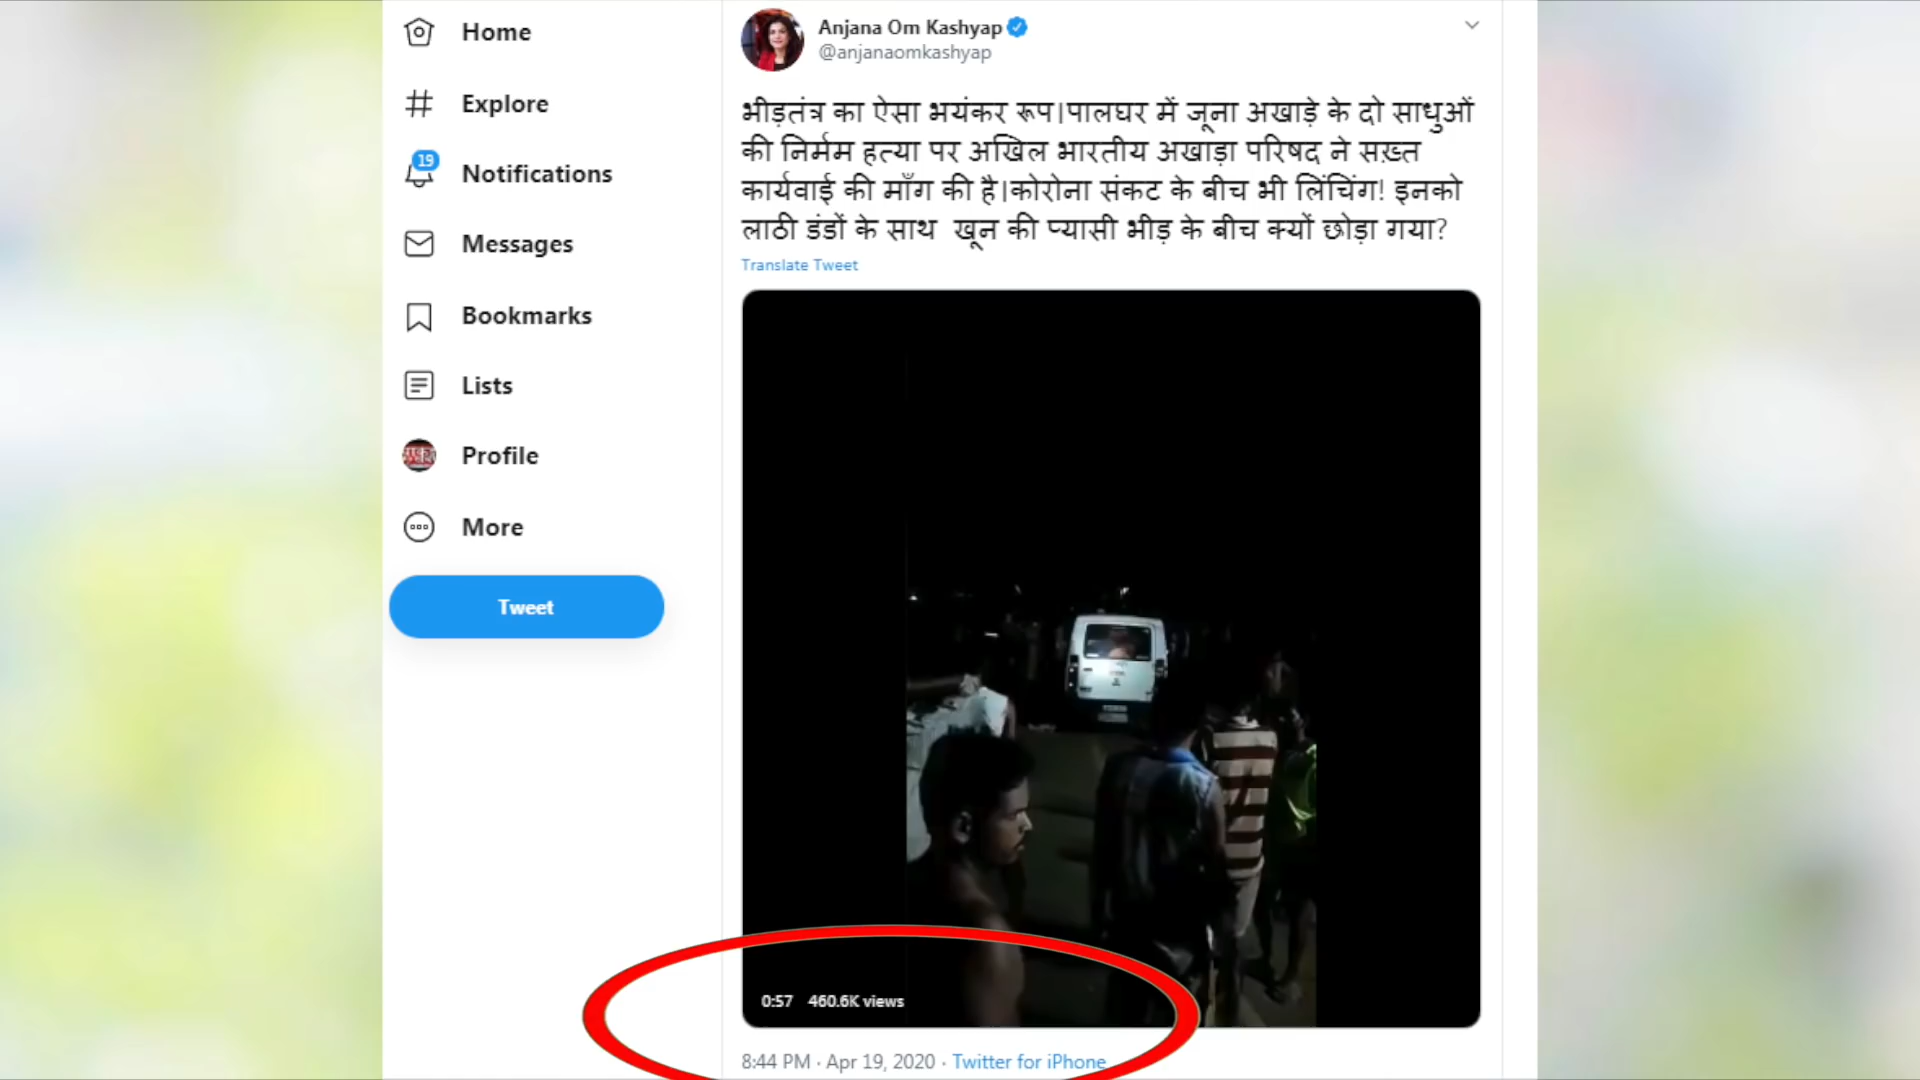 Home
Explore
19
Notifications
Messages
Bookmarks
Lists
Profile
More
Tweet
Anjana Om Kashyap
@anjanaomkashyap
भीड़तंत्र का ऐसा भयंकर रूप।पालघर में जूना अखाड़े के दो साधुओं
की निर्मम हत्या पर अखिल भारतीय अखाड़ा परिषद ने सख़्त
कार्यवाई की माँग की है।कोरोना संकट के बीच भी लिंचिंग! इनको
लाठी डंडों के साथ  खून की प्यासी भीड़ के बीच क्यों छोड़ा गया?
Translate Tweet
0:57 460.6K views
8:44 PM · Apr 19, 2020 · Twitter for iPhone